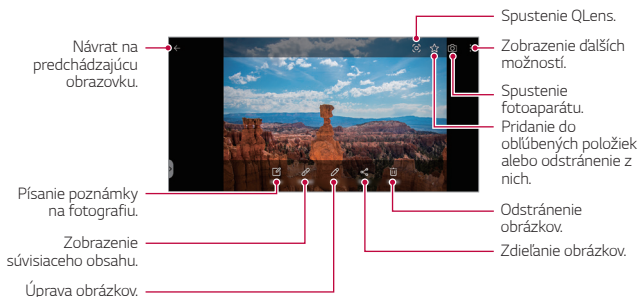 Spustenie QLens.
Návrat na
predchádzajúcu
obrazovku.
Zobrazenie ďalších
možností.
Spustenie
fotoaparátu.
Pridanie do
obľúbených položiek
alebo odstránenie z
nich.
Písanie poznámky
na fotografiu.
Odstránenie
obrázkov.
Zobrazenie
súvisiaceho obsahu.
Zdieľanie obrázkov.
Úprava obrázkov.